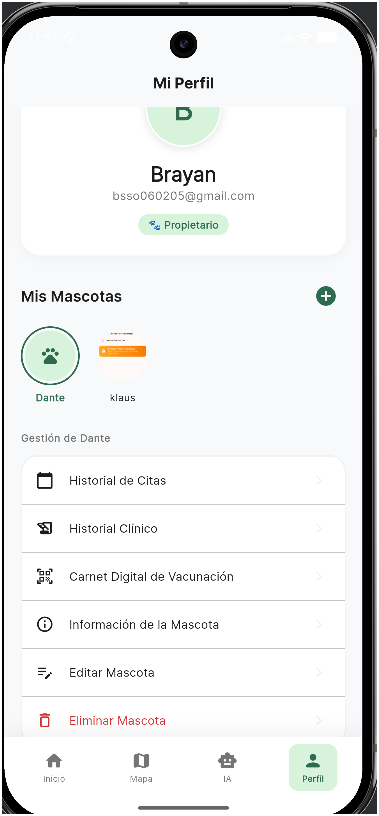 Mi Perfil
B
Brayan
bsso060205@gmail.com
Propietario
Mis Mascotas
Dante
klaus
Gestión de Dante
Historial de Citas
Historial Clínico
Carnet Digital de Vacunación
Información de la Mascota
Editar Mascota
Eliminar Mascota
Inicio
Mapa
IA
Perfil